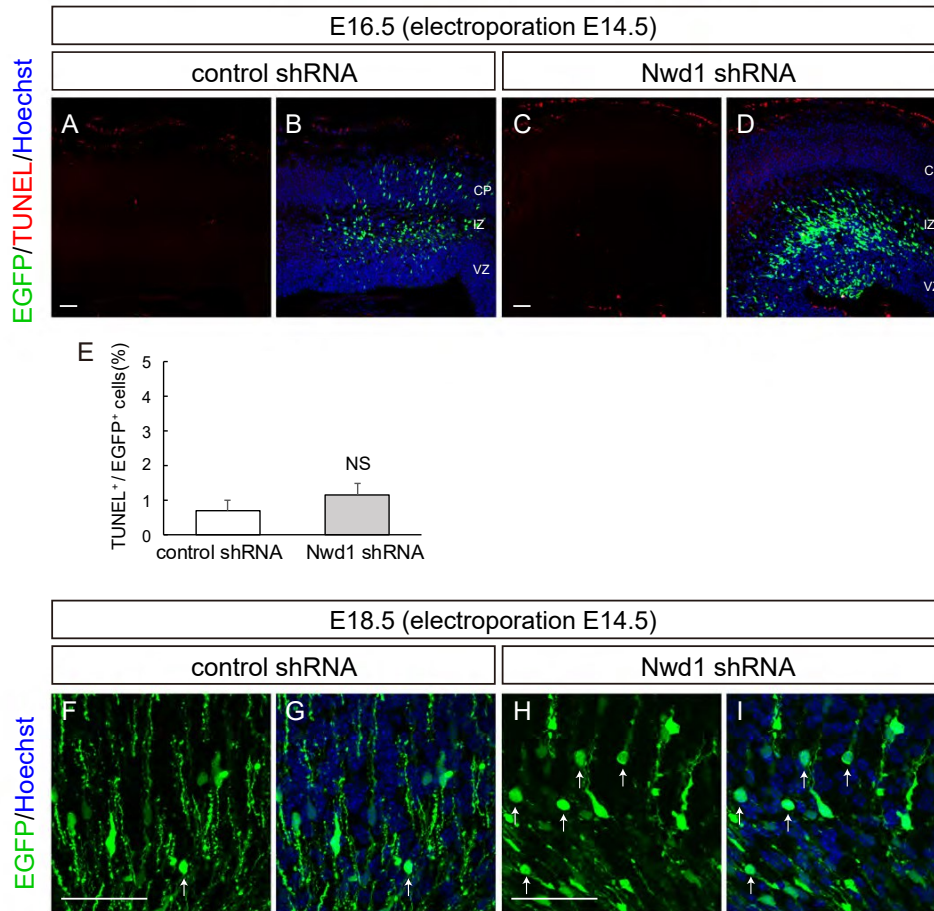 E16.5 (electroporation E14.5)
control shRNA
Nwd1 shRNA
EGFP/TUNEL/Hoechst
A
B
CP
IZ
VZ
C
D
C
IZ
VZ
E
TUNEL⁺ / EGFP⁺ cells(%)
5
4
3
2
1
0
NS
control shRNA
Nwd1 shRNA
E18.5 (electroporation E14.5)
control shRNA
Nwd1 shRNA
EGFP/Hoechst
F
G
H
I